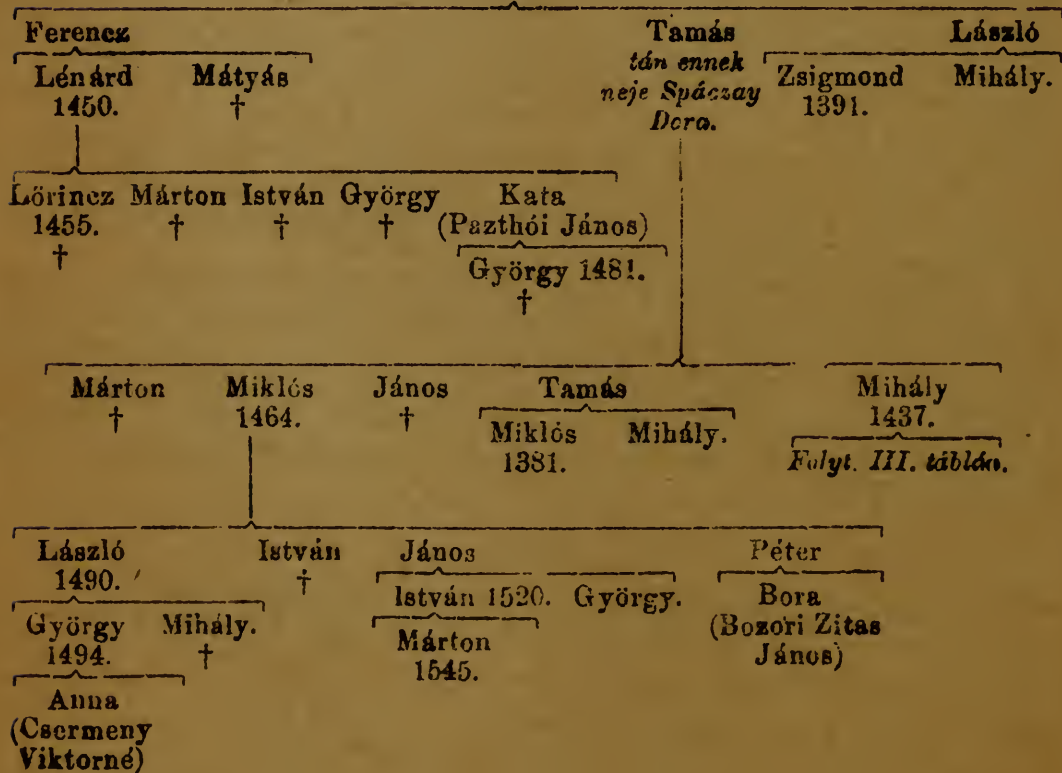 Ferencz Tamás László
Lénárd Mátyás tán ennek Zsigmond Mihály.
1450. † neje Spáczay 1391.
Dora.
Lőrincz Márton István György Kata
1455. † † † (Pazthói János)
† György 1481.
†
Márton Miklós János Tamás Mihály
† 1464. † Miklós Mihály. 1437.
1381. Folyt. III. táblán.
László István János Péter
1490. † István 1520. György. Bora
György Mihály. Márton (Bozóri Zitas
1494. † 1545. János)
Anna
(Csermeny
Viktorné)